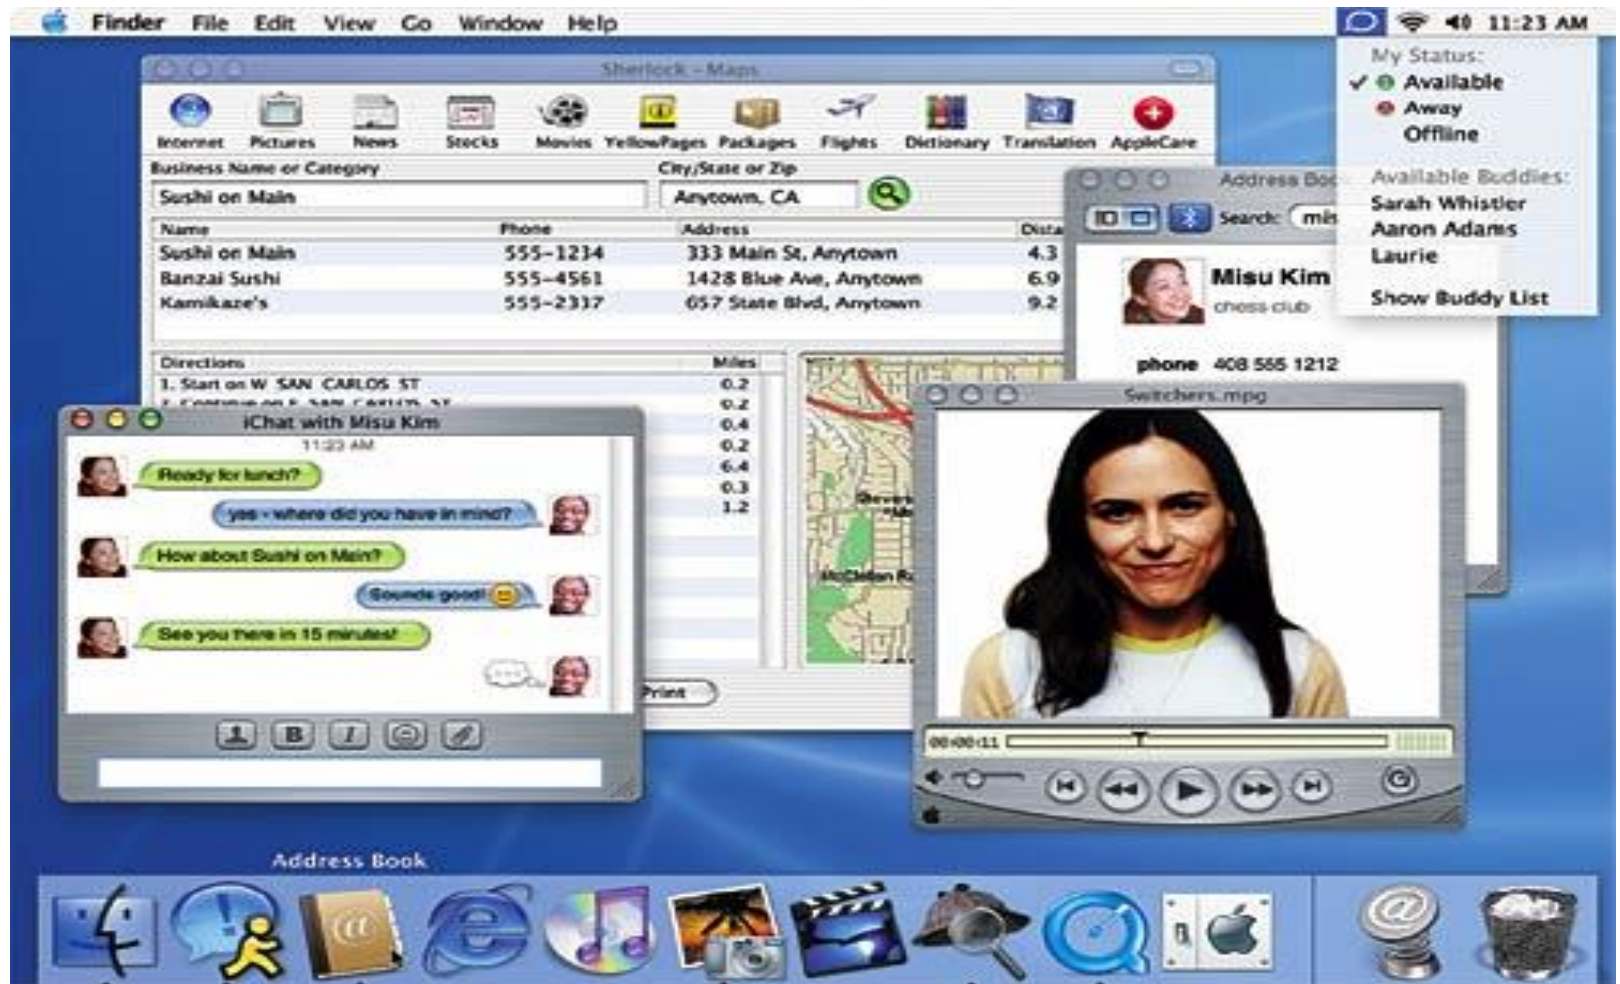 Finder File Edit View Go Window Help 11:23 AM
My Status:
Available
Away
Offline
Available Buddies:
Sarah Whistler
Aaron Adams
Laurie
Show Buddy List
Sherlock - Maps
Internet Pictures News Stocks Movies YellowPages Packages Flights Dictionary Translation AppleCare
Business Name or Category City/State or Zip
Sushi on Main Anytown, CA
Name Phone Address Dista
Sushi on Main 555-1234 333 Main St, Anytown 4.3
Banzai Sushi 555-4561 1428 Blue Ave, Anytown 6.9
Kamikaze's 555-2337 657 State Blvd, Anytown 9.2
Directions Miles
1. Start on W SAN CARLOS ST 0.2
0.2
0.4
0.2
6.4
0.3
1.2
Print
Address Boo
Search: mis
Misu Kim
chess club
phone 408 555 1212
iChat with Misu Kim
11:23 AM
Ready for lunch?
yes - where did you have in mind?
How about Sushi on Main?
Sounds good!
See you there in 15 minutes!
B I
Switchers.mpg
00:00:11
Address Book